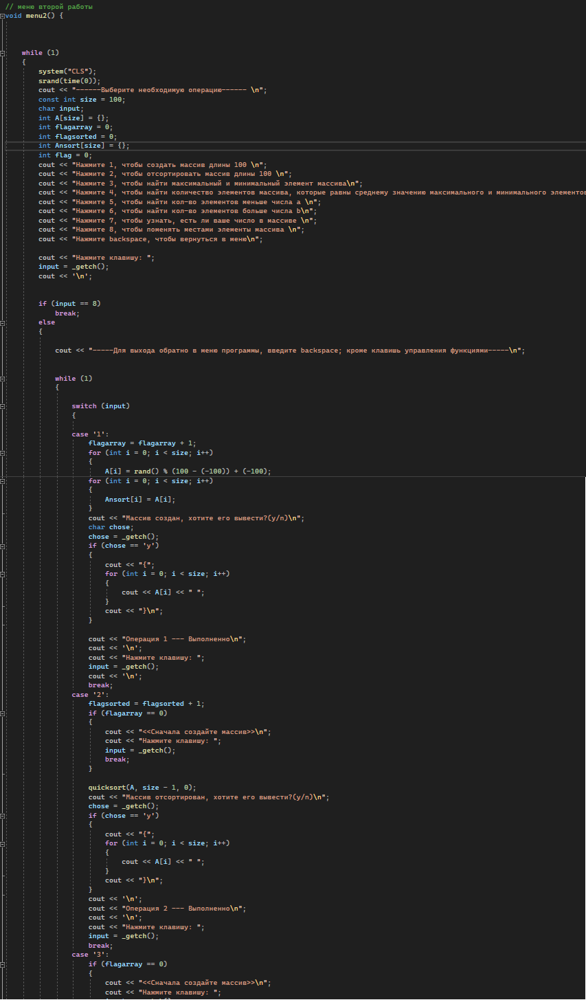 // меню второй работы
void menu2() {
while (1)
{
system("CLS");
srand(time(0));
cout << "------Выберите необходимую операцию------ \n";
const int size = 100;
char input;
int A[size] = {};
int flagarray = 0;
int flagsorted = 0;
int Ansort[size] = {};
int flag = 0;
cout << "Нажмите 1, чтобы создать массив длины 100 \n";
cout << "Нажмите 2, чтобы отсортировать массив длины 100 \n";
cout << "Нажмите 3, чтобы найти максимальный и минимальный элемент массива\n";
cout << "Нажмите 4, чтобы найти количество элементов массива, которые равны среднему значению максимального и минимального элементов
cout << "Нажмите 5, чтобы найти кол-во элементов меньше числа a \n";
cout << "Нажмите 6, чтобы найти кол-во элементов больше числа b\n";
cout << "Нажмите 7, чтобы узнать, есть ли ваше число в массиве \n";
cout << "Нажмите 8, чтобы поменять местами элементы массива \n";
cout << "Нажмите backspace, чтобы вернуться в меню\n";
cout << "Нажмите клавишу: ";
input = _getch();
cout << '\n';
if (input == 8)
break;
else
{
cout << "-----Для выхода обратно в меню программы, введите backspace; кроме клавишь управления функциями-----\n";
while (1)
{
switch (input)
{
case '1':
flagarray = flagarray + 1;
for (int i = 0; i < size; i++)
{
A[i] = rand() % (100 - (-100)) + (-100);
for (int i = 0; i < size; i++)
{
Ansort[i] = A[i];
}
cout << "Массив создан, хотите его вывести?(y/n)\n";
char chose;
chose = _getch();
if (chose == 'y')
{
cout << "{";
for (int i = 0; i < size; i++)
{
cout << A[i] << " ";
}
cout << "}\n";
}
cout << "Операция 1 --- Выполненно\n";
cout << '\n';
cout << "Нажмите клавишу: ";
input = _getch();
cout << '\n';
break;
case '2':
flagsorted = flagsorted + 1;
if (flagarray == 0)
{
cout << "<<Сначала создайте массив>>\n";
cout << "Нажмите клавишу: ";
input = _getch();
break;
}
quicksort(A, size - 1, 0);
cout << "Массив отсортирован, хотите его вывести?(y/n)\n";
chose = _getch();
if (chose == 'y')
{
cout << "{";
for (int i = 0; i < size; i++)
{
cout << A[i] << " ";
}
cout << "}\n";
}
cout << '\n';
cout << "Операция 2 --- Выполненно\n";
cout << '\n';
cout << "Нажмите клавишу: ";
input = _getch();
break;
case '3':
if (flagarray == 0)
{
cout << "<<Сначала создайте массив>>\n";
cout << "Нажмите клавишу: ";